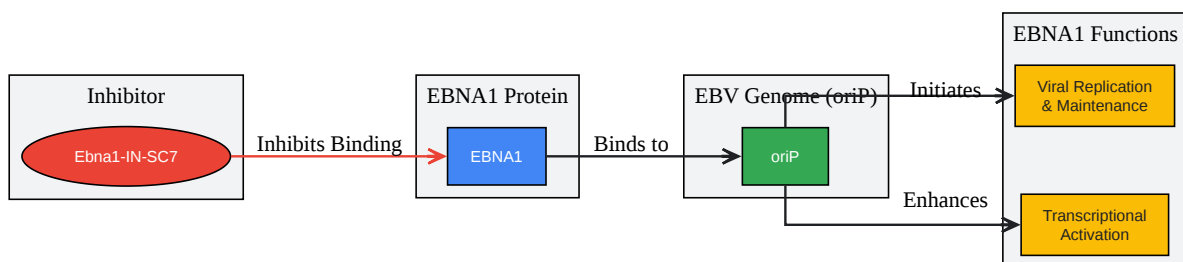 Inhibitor
Ebna1-IN-SC7
Inhibits Binding
EBNA1 Protein
EBNA1
Binds to
EBV Genome (oriP)
oriP
Initiates
Enhances
EBNA1 Functions
Viral Replication
& Maintenance
Transcriptional
Activation